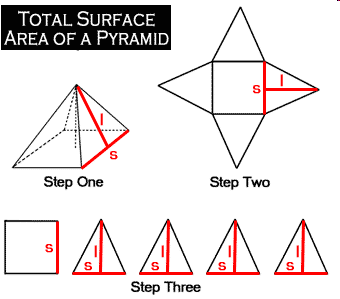 TOTAL SURFACE
AREA OF A PYRAMID
l
s
Step One
s
l
Step Two
s
l
s
l
s
l
s
l
s
Step Three